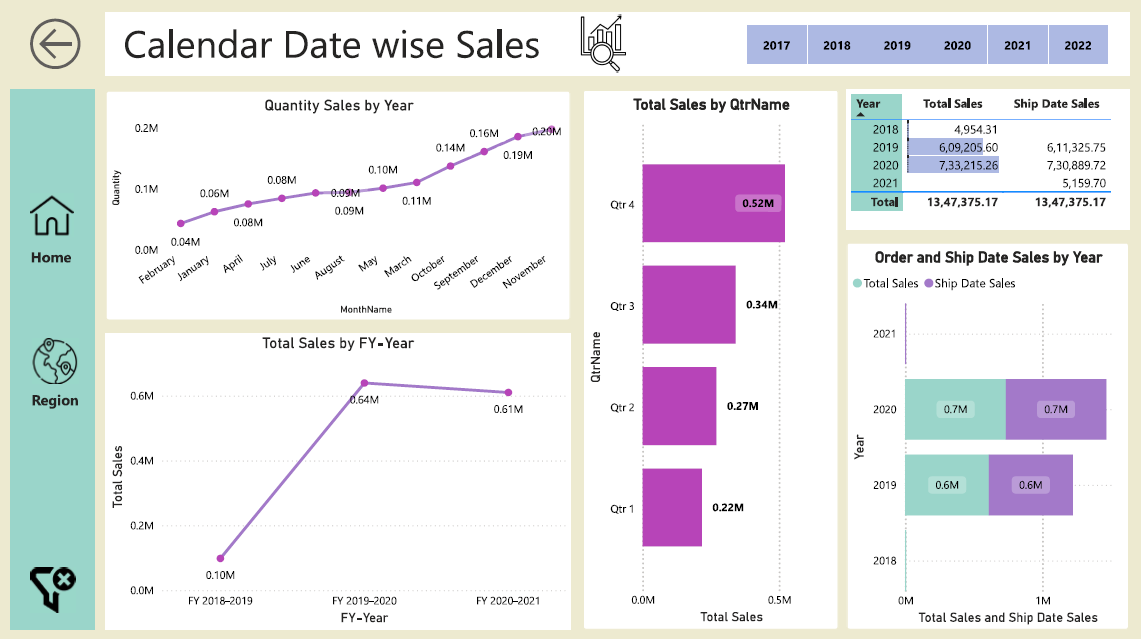 Calendar Date wise Sales
2017 2018 2019 2020 2021 2022
Home
Region
Quantity Sales by Year
Quantity
0.2M
0.1M
0.0M
0.04M
0.06M
0.08M
0.08M
0.09M
0.09M
0.10M
0.11M
0.14M
0.16M
0.19M
0.20M
February January April July June August May March October September December November
MonthName
Total Sales by FY-Year
Total Sales
0.6M
0.4M
0.2M
0.0M
0.10M
0.64M
0.61M
FY 2018-2019 FY 2019-2020 FY 2020-2021
FY-Year
Total Sales by QtrName
QtrName
Qtr 4 0.52M
Qtr 3 0.34M
Qtr 2 0.27M
Qtr 1 0.22M
0.0M 0.5M
Total Sales
Year Total Sales Ship Date Sales
2018 4,954.31
2019 6,09,205.60 6,11,325.75
2020 7,33,215.26 7,30,889.72
2021 5,159.70
Total 13,47,375.17 13,47,375.17
Order and Ship Date Sales by Year
Total Sales Ship Date Sales
Year
2021
2020 0.7M 0.7M
2019 0.6M 0.6M
2018
0M 1M
Total Sales and Ship Date Sales